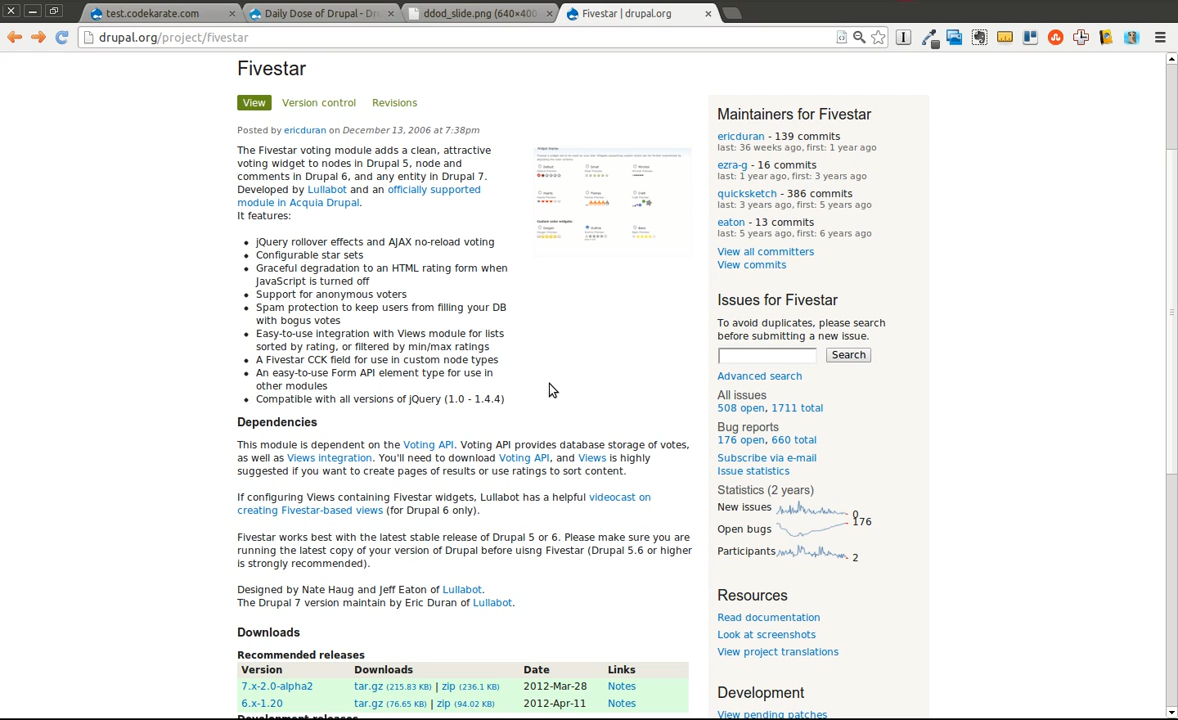 test.codekarate.com
Daily Dose of Drupal - Dr
ddod_slide.png (640×400
Fivestar | drupal.org
drupal.org/project/fivestar
Fivestar
View
Version control
Revisions
Posted by ericduran on December 13, 2006 at 7:38pm
The Fivestar voting module adds a clean, attractive
voting widget to nodes in Drupal 5, node and
comments in Drupal 6, and any entity in Drupal 7.
Developed by Lullabot and an officially supported
module in Acquia Drupal.
It features:
jQuery rollover effects and AJAX no-reload voting
Configurable star sets
Graceful degradation to an HTML rating form when
JavaScript is turned off
Support for anonymous voters
Spam protection to keep users from filling your DB
with bogus votes
Easy-to-use integration with Views module for lists
sorted by rating, or filtered by min/max ratings
A Fivestar CCK field for use in custom node types
An easy-to-use Form API element type for use in
other modules
Compatible with all versions of jQuery (1.0 - 1.4.4)
Dependencies
This module is dependent on the Voting API. Voting API provides database storage of votes,
as well as Views integration. You'll need to download Voting API, and Views is highly
suggested if you want to create pages of results or use ratings to sort content.
If configuring Views containing Fivestar widgets, Lullabot has a helpful videocast on
creating Fivestar-based views (for Drupal 6 only).
Fivestar works best with the latest stable release of Drupal 5 or 6. Please make sure you are
running the latest copy of your version of Drupal before uisng Fivestar (Drupal 5.6 or higher
is strongly recommended).
Designed by Nate Haug and Jeff Eaton of Lullabot.
The Drupal 7 version maintain by Eric Duran of Lullabot.
Downloads
Recommended releases
Version Downloads Date Links
7.x-2.0-alpha2 tar.gz (215.83 KB) | zip (236.1 KB) 2012-Mar-28 Notes
6.x-1.20 tar.gz (76.65 KB) | zip (94.02 KB) 2012-Apr-11 Notes
Development releases
Maintainers for Fivestar
ericduran - 139 commits
last: 36 weeks ago, first: 1 year ago
ezra-g - 16 commits
last: 1 year ago, first: 3 years ago
quicksketch - 386 commits
last: 3 years ago, first: 5 years ago
eaton - 13 commits
last: 5 years ago, first: 6 years ago
View all committers
View commits
Issues for Fivestar
To avoid duplicates, please search
before submitting a new issue.
Search
Advanced search
All issues
508 open, 1711 total
Bug reports
176 open, 660 total
Subscribe via e-mail
Issue statistics
Statistics (2 years)
New issues 0
Open bugs 176
Participants 2
Resources
Read documentation
Look at screenshots
View project translations
Development
View pending patches